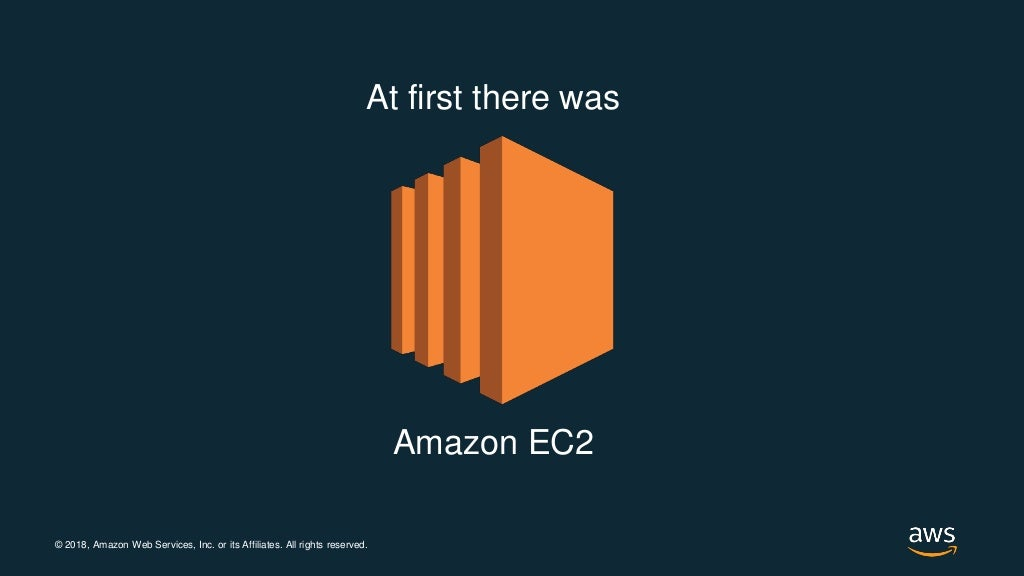 At first there was
Amazon EC2
© 2018, Amazon Web Services, Inc. or its Affiliates. All rights reserved.
aws